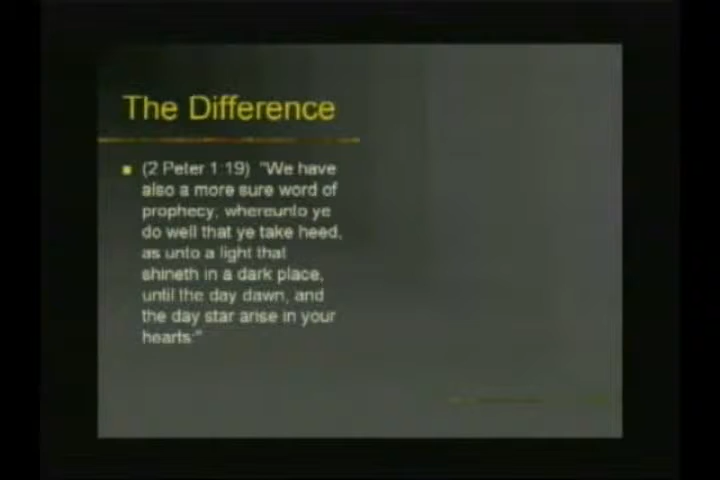 The Difference
(2 Peter 1:19) "We have
also a more sure word of
prophecy; whereunto ye
do well that ye take heed,
as unto a light that
shineth in a dark place,
until the day dawn, and
the day star arise in your
hearts:"